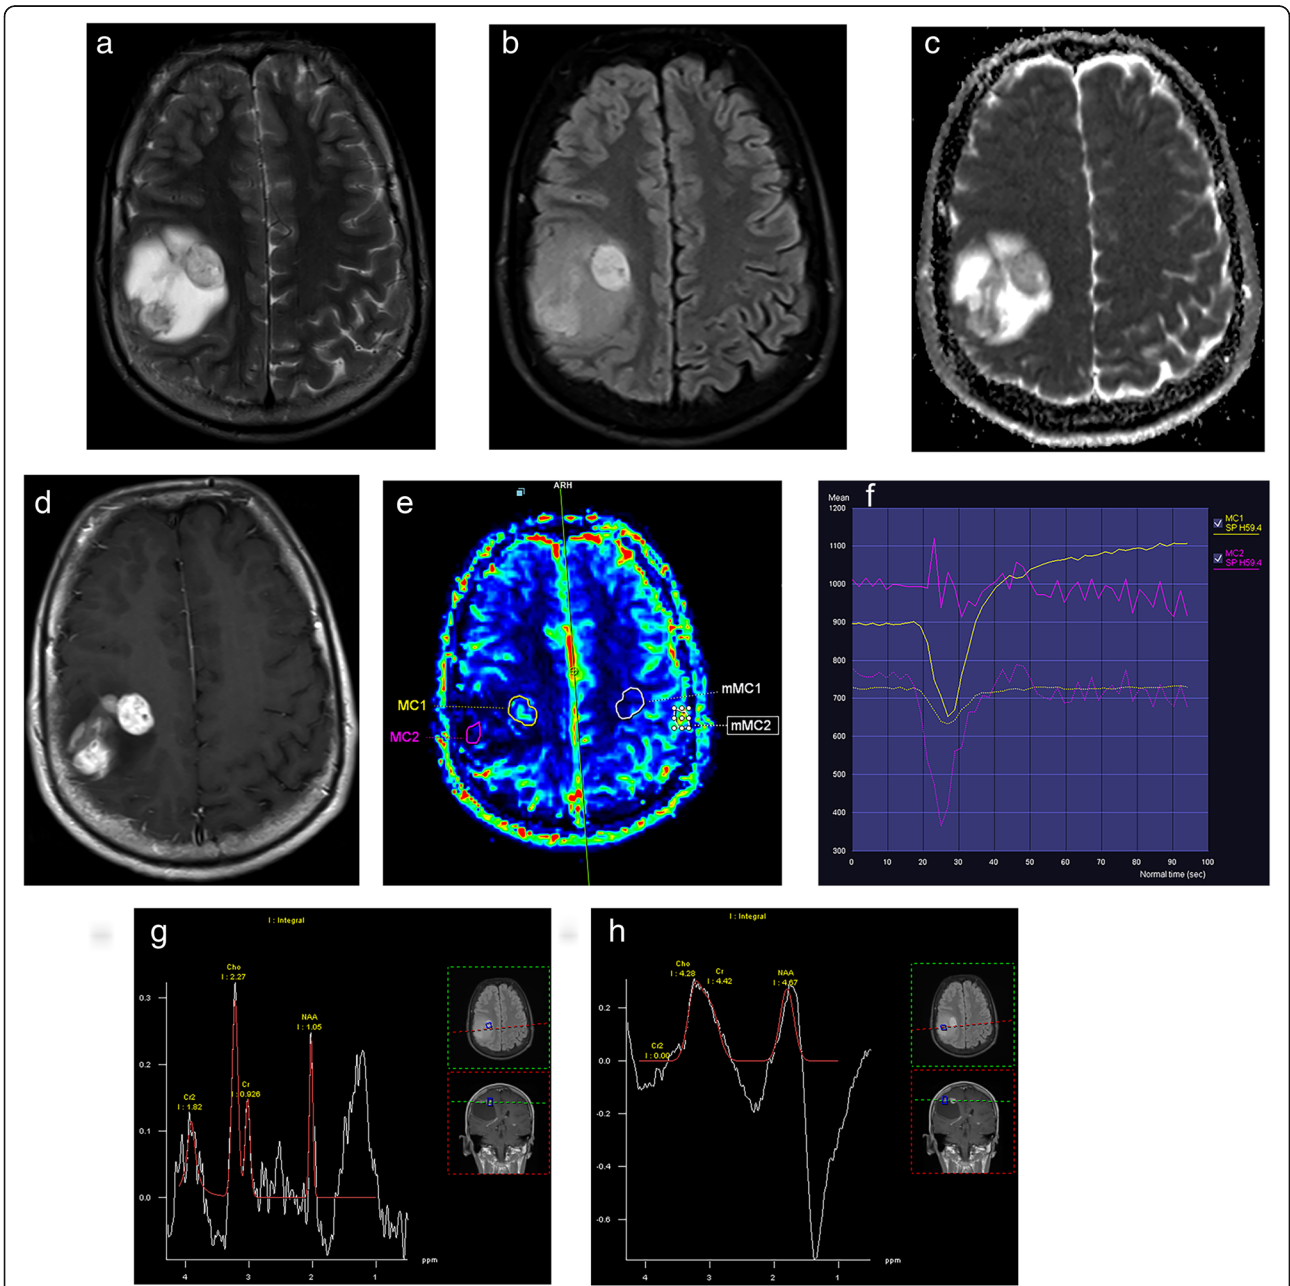 a
b
c
d
e
ARH
MC1
MC2
mMC1
mMC2
f
Mean
1200
1100
1000
900
800
700
600
500
400
300
0 10 20 30 40 50 60 70 80 90 100
Normal time (sec)
MC1
SP H59.4
MC2
SP H59.4
g
I : Integral
Cho
I : 2.27
NAA
I : 1.05
Cr
I : 0.926
Cr2
I : 1.82
0.3
0.2
0.1
0.0
4 3 2 1
ppm
h
I : Integral
Cho
I : 4.28
Cr
I : 4.42
NAA
I : 4.67
Cr2
I : 0.00
0.2
0.0
-0.2
-0.4
-0.6
4 3 2 1
ppm